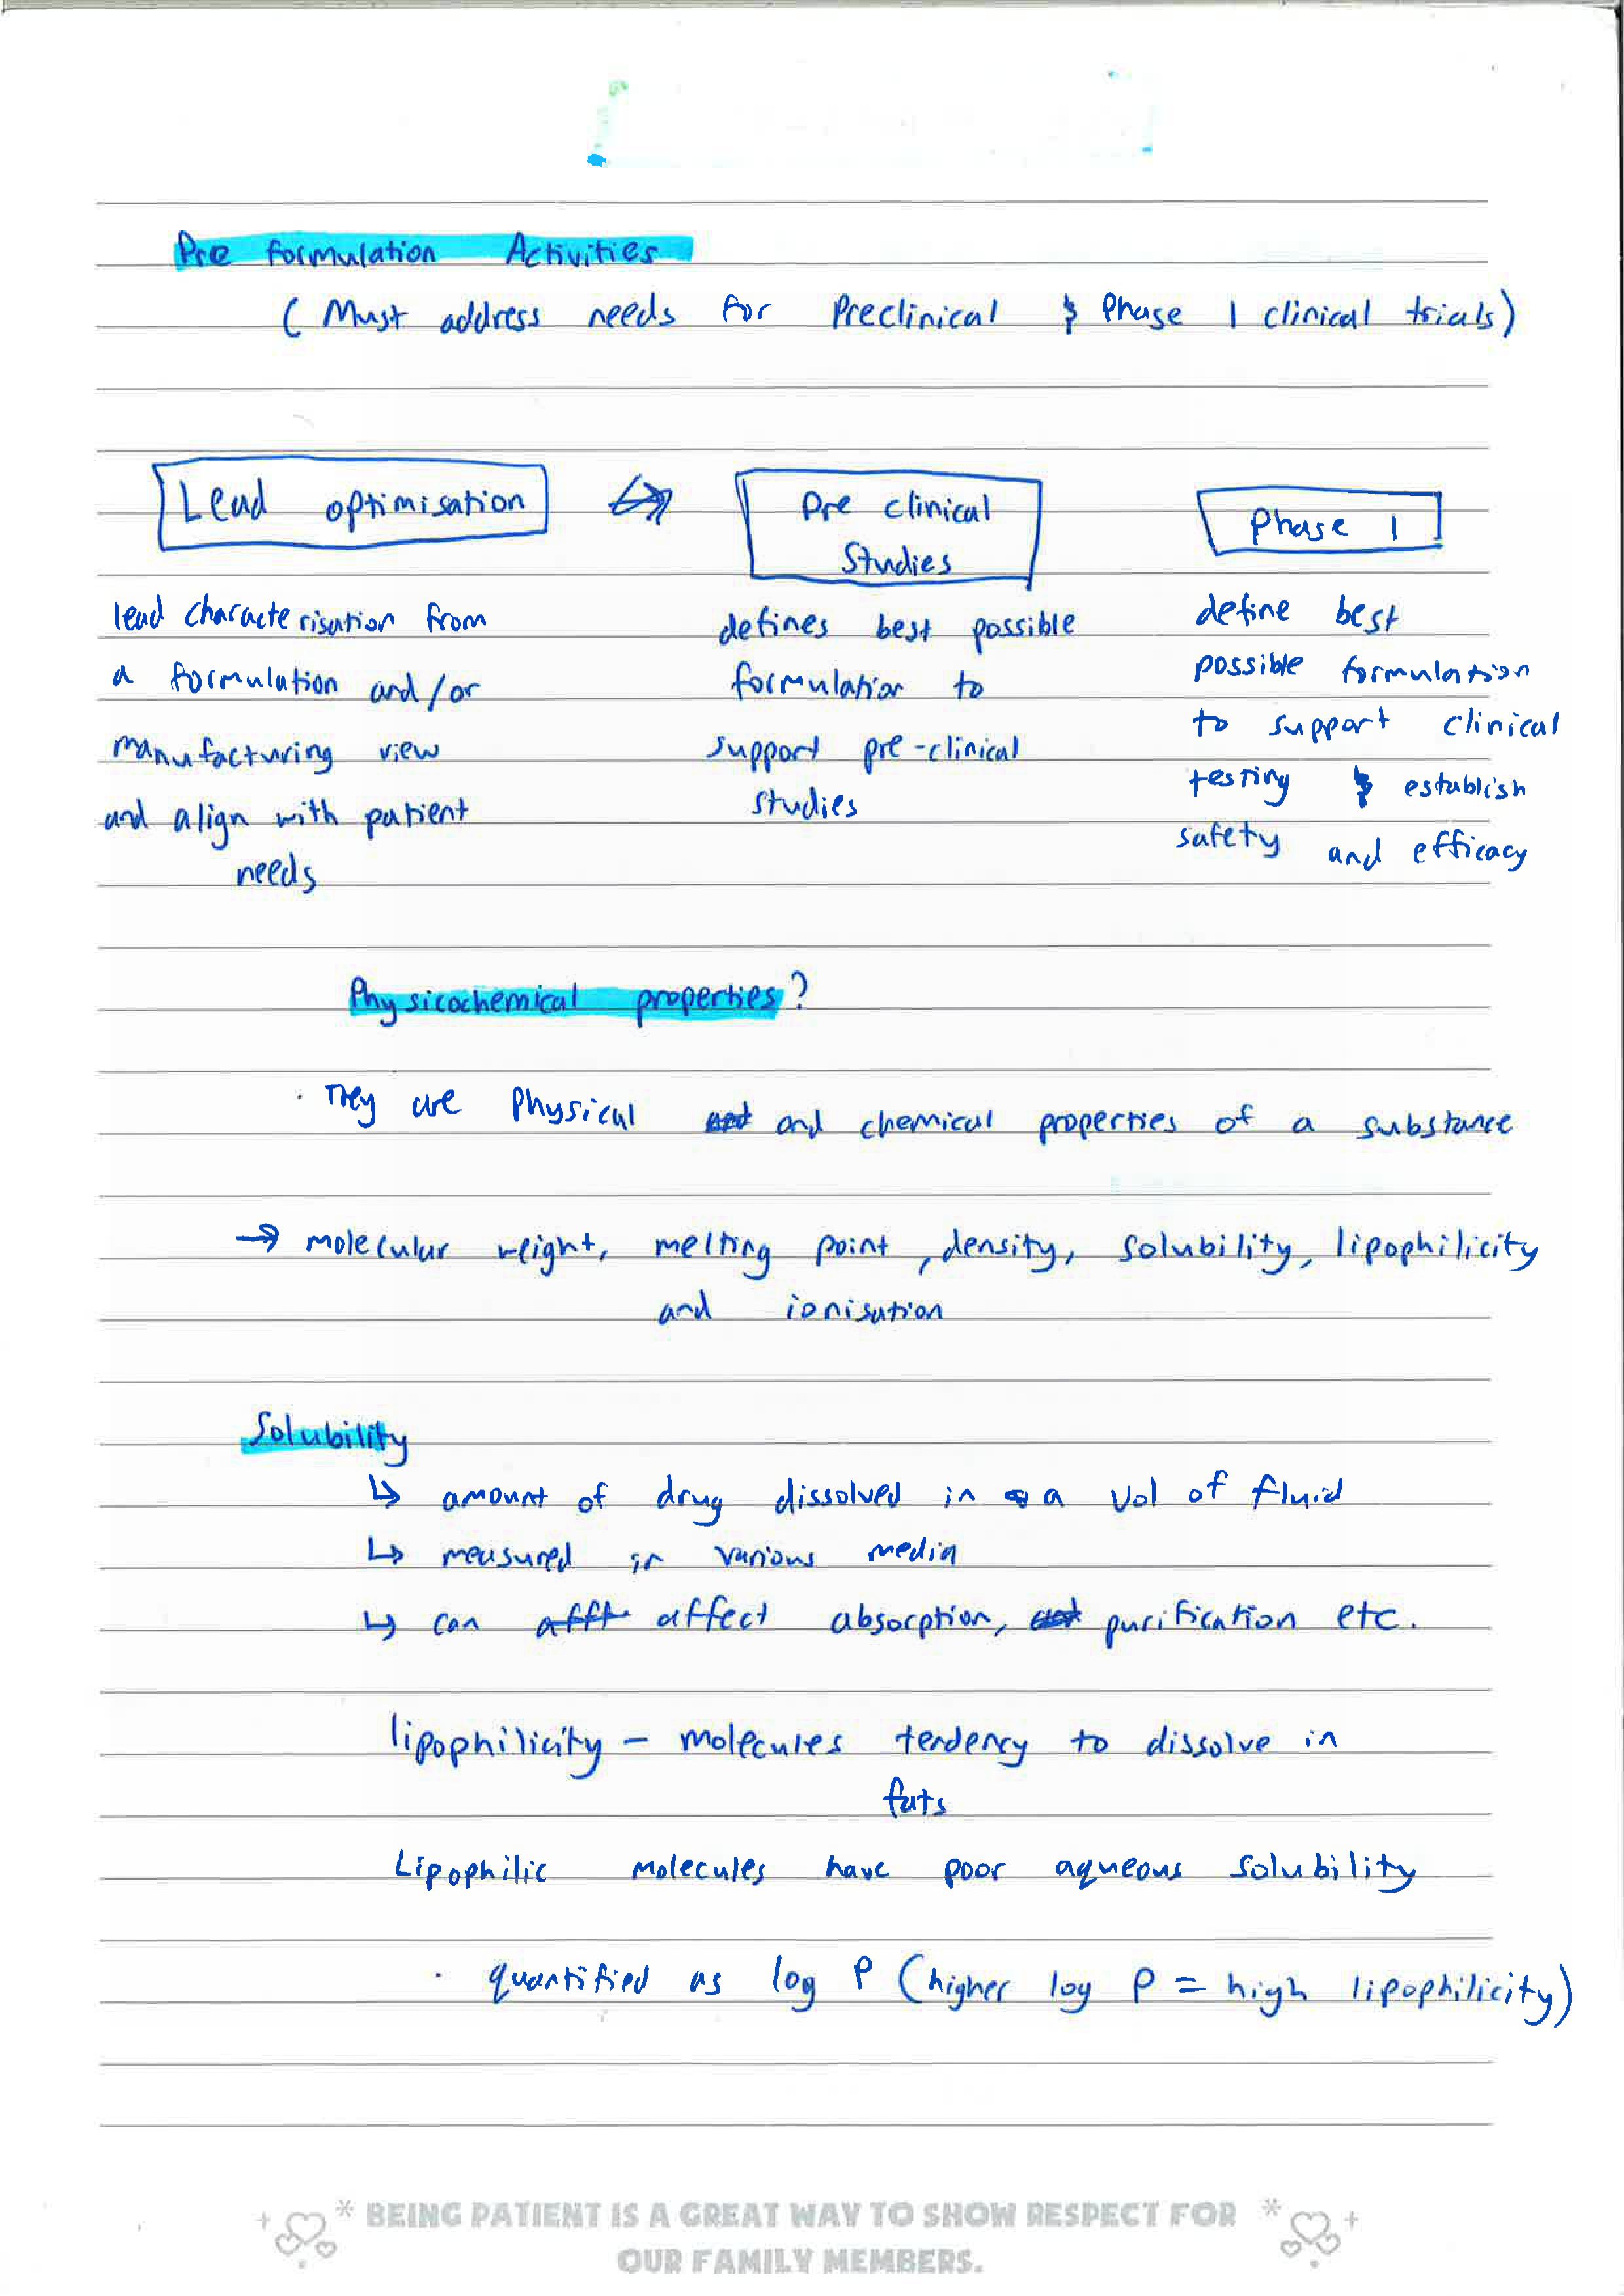 Pre formulation Activities
( Must address needs for Preclinical & Phase 1 clinical trials)
Lead optimisation
lead characterisation from
a formulation and/or
manufacturing view
and align with patient
needs
Pre clinical
Studies
defines best possible
formulation to
support pre-clinical
studies
Phase 1
define best
possible formulation
to support clinical
testing & establish
safety and efficacy
Physicochemical properties?
· They are Physical and chemical properties of a substance
→ molecular weight, melting point, density, solubility, lipophilicity
and ionisation
Solubility
↳ amount of drug dissolved in a vol of fluid
↳ measured in various media
↳ can affect absorption, purification etc.
lipophilicity - molecules tendency to dissolve in
fats
Lipophilic molecules have poor aqueous solubility
· quantified as log P (higher log P = high lipophilicity)
BEING PATIENT IS A GREAT WAY TO SHOW RESPECT FOR
OUR FAMILY MEMBERS.